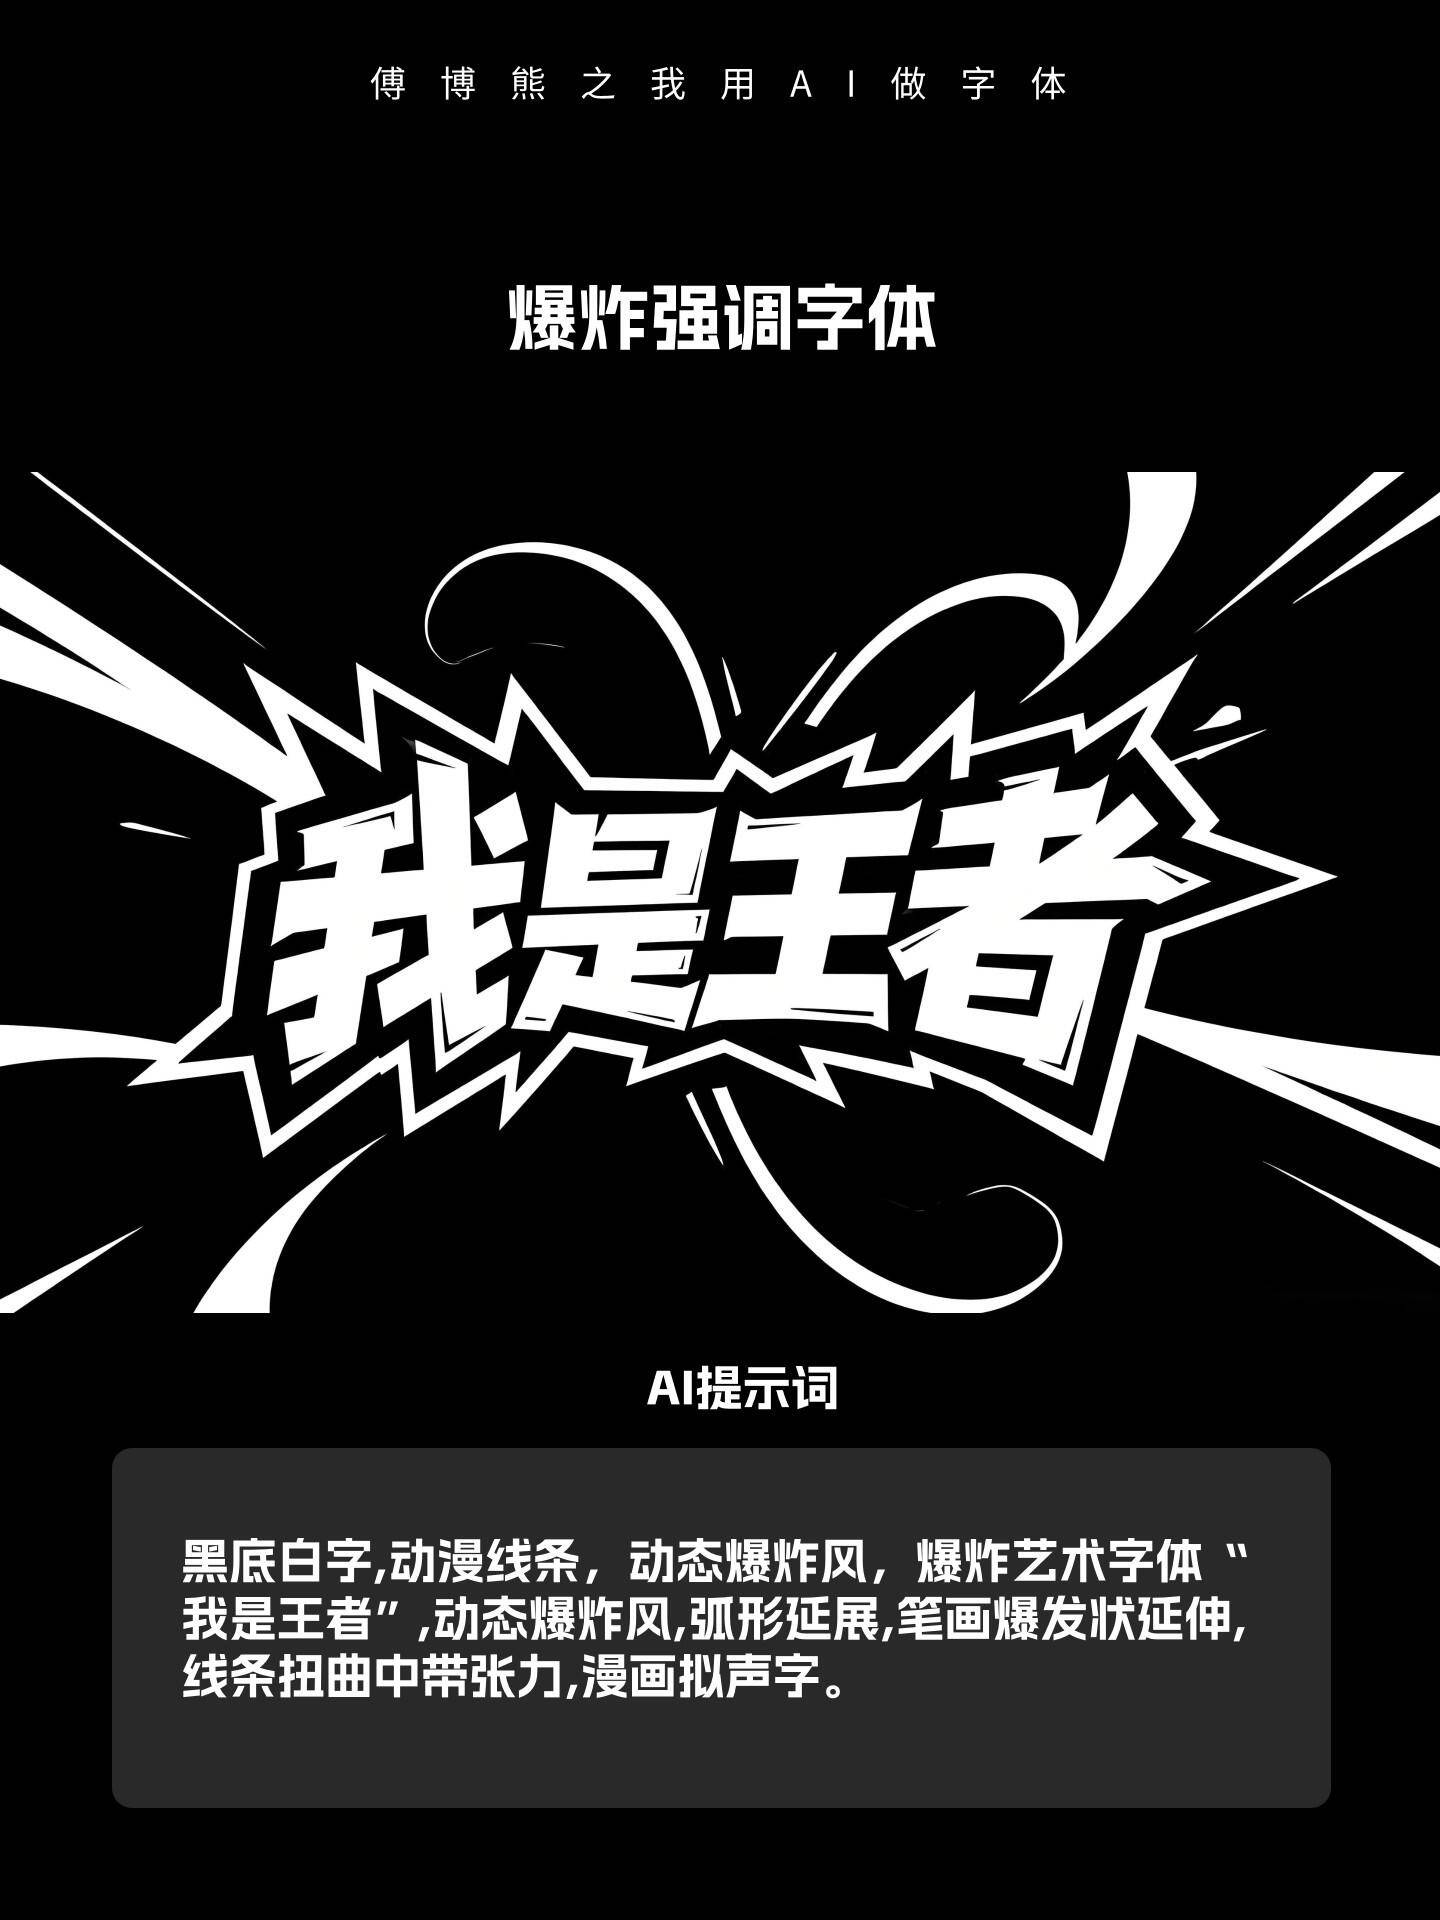 傅博熊之我用AI做字体
爆炸强调字体
我是王者
AI提示词
黑底白字,动漫线条，动态爆炸风，爆炸艺术字体“
我是王者”,动态爆炸风,弧形延展,笔画爆发状延伸,
线条扭曲中带张力,漫画拟声字。